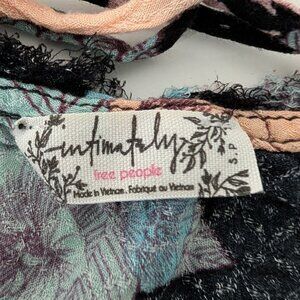 intimately
free people
Made in Vietnam . Fabriqué au Vietnam
S P